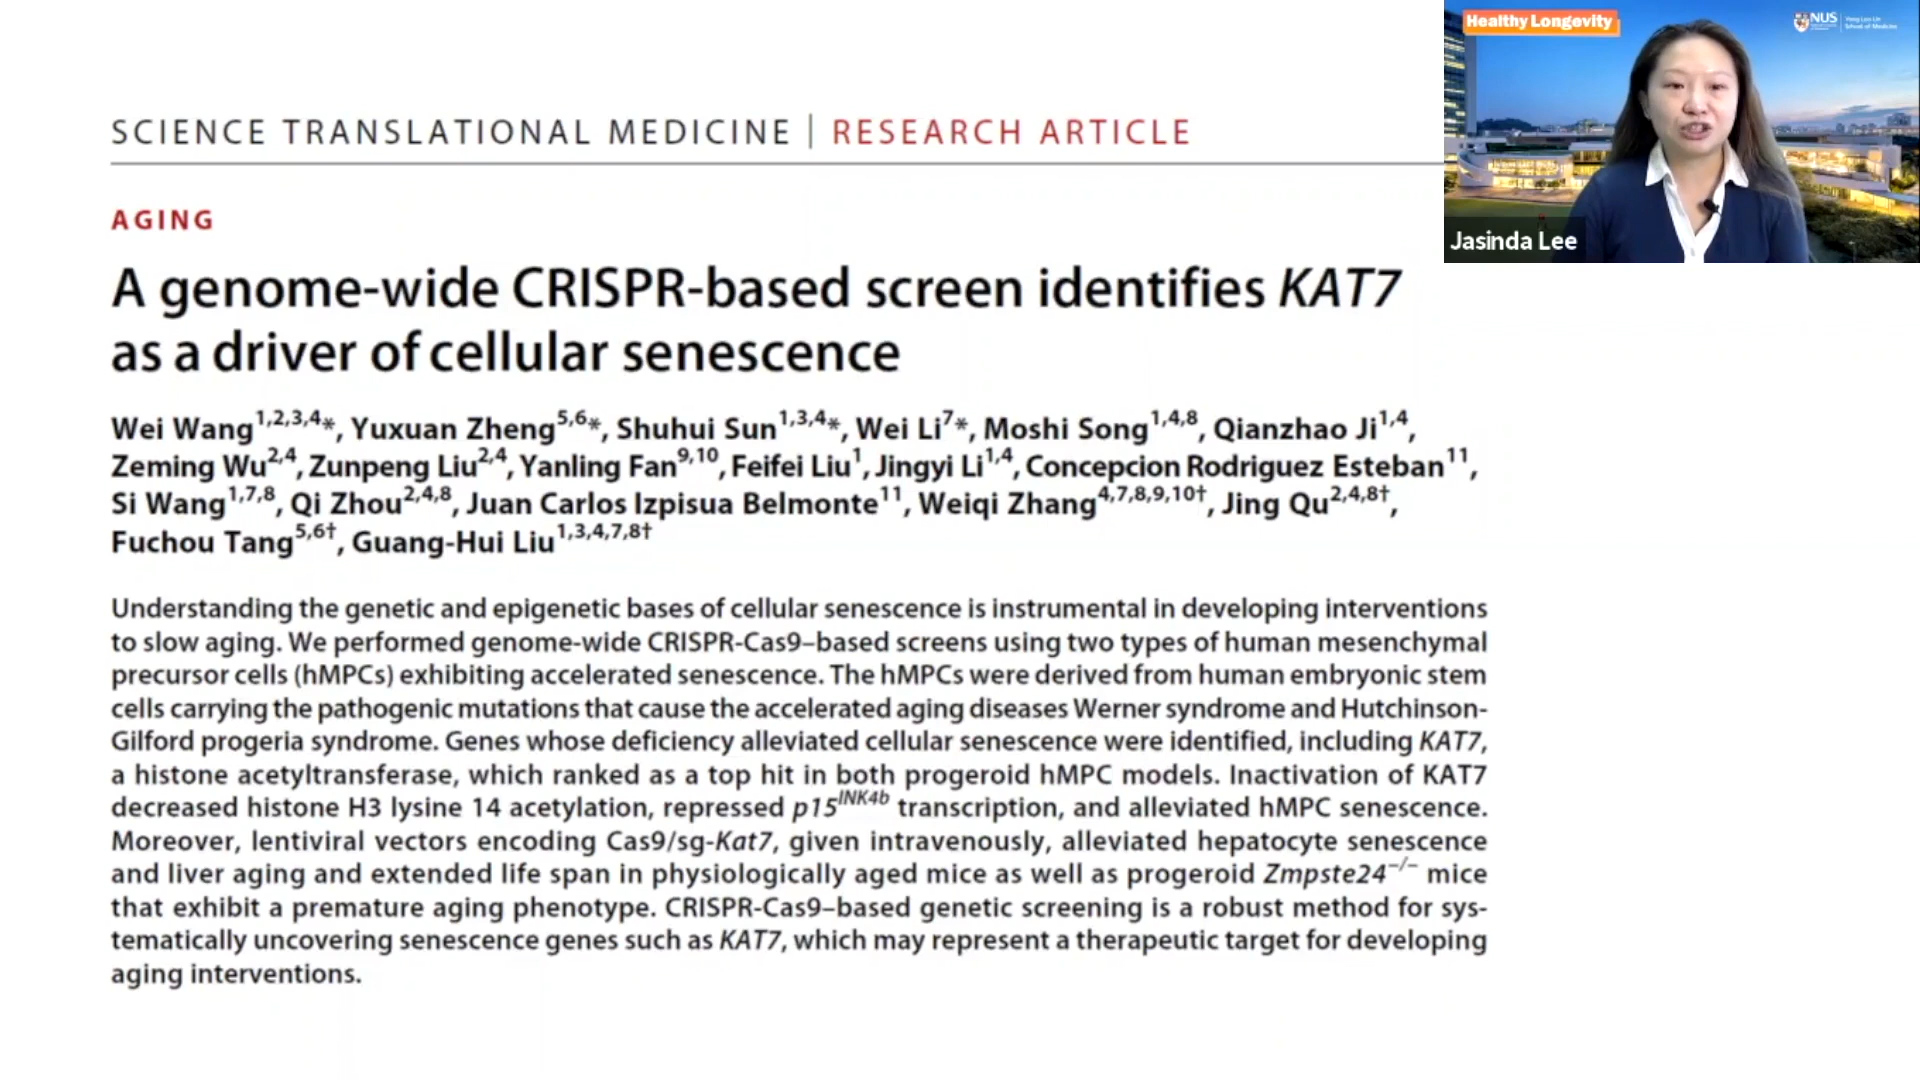 Healthy Longevity
NUS
Yong Loo Lin
School of Medicine
Jasinda Lee
SCIENCE TRANSLATIONAL MEDICINE | RESEARCH ARTICLE
AGING
A genome-wide CRISPR-based screen identifies KAT7
as a driver of cellular senescence
Wei Wang1,2,3,4*, Yuxuan Zheng5,6*, Shuhui Sun1,3,4*, Wei Li7*, Moshi Song1,4,8, Qianzhao Ji1,4,
Zeming Wu2,4, Zunpeng Liu2,4, Yanling Fan9,10, Feifei Liu1, Jingyi Li1,4, Concepcion Rodriguez Esteban11,
Si Wang1,7,8, Qi Zhou2,4,8, Juan Carlos Izpisua Belmonte11, Weiqi Zhang4,7,8,9,10†, Jing Qu2,4,8†,
Fuchou Tang5,6†, Guang-Hui Liu1,3,4,7,8†
Understanding the genetic and epigenetic bases of cellular senescence is instrumental in developing interventions
to slow aging. We performed genome-wide CRISPR-Cas9–based screens using two types of human mesenchymal
precursor cells (hMPCs) exhibiting accelerated senescence. The hMPCs were derived from human embryonic stem
cells carrying the pathogenic mutations that cause the accelerated aging diseases Werner syndrome and Hutchinson-
Gilford progeria syndrome. Genes whose deficiency alleviated cellular senescence were identified, including KAT7,
a histone acetyltransferase, which ranked as a top hit in both progeroid hMPC models. Inactivation of KAT7
decreased histone H3 lysine 14 acetylation, repressed p15INK4b transcription, and alleviated hMPC senescence.
Moreover, lentiviral vectors encoding Cas9/sg-Kat7, given intravenously, alleviated hepatocyte senescence
and liver aging and extended life span in physiologically aged mice as well as progeroid Zmpste24−/− mice
that exhibit a premature aging phenotype. CRISPR-Cas9–based genetic screening is a robust method for sys-
tematically uncovering senescence genes such as KAT7, which may represent a therapeutic target for developing
aging interventions.